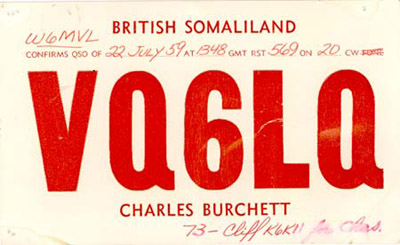 BRITISH SOMALILAND
W6MVL
CONFIRMS QSO OF 22 JULY 59 AT 1348 GMT RST 569 ON 20 CW FONE
VQ6LQ
CHARLES BURCHETT
73 - Cliff K6KII for Chas.